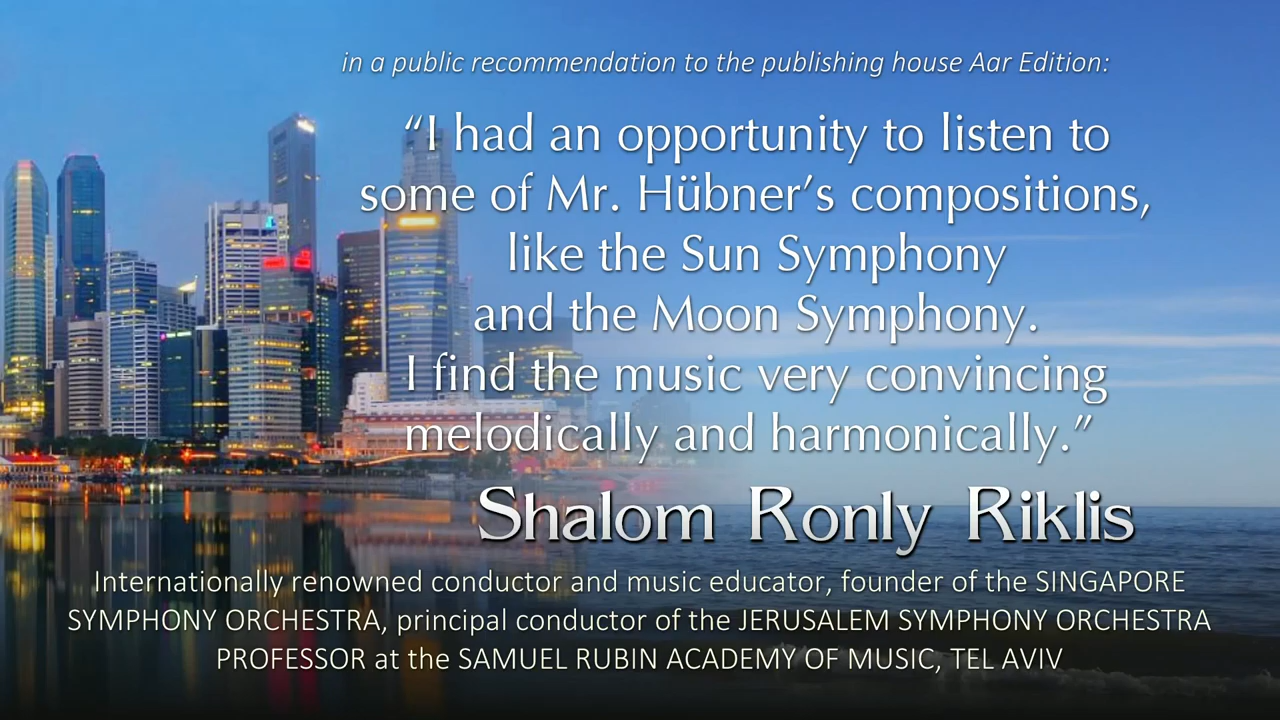 in a public recommendation to the publishing house Aar Edition:
“I had an opportunity to listen to
some of Mr. Hübner’s compositions,
like the Sun Symphony
and the Moon Symphony.
I find the music very convincing
melodically and harmonically.”
Shalom Ronly Riklis
Internationally renowned conductor and music educator, founder of the SINGAPORE
SYMPHONY ORCHESTRA, principal conductor of the JERUSALEM SYMPHONY ORCHESTRA
PROFESSOR at the SAMUEL RUBIN ACADEMY OF MUSIC, TEL AVIV